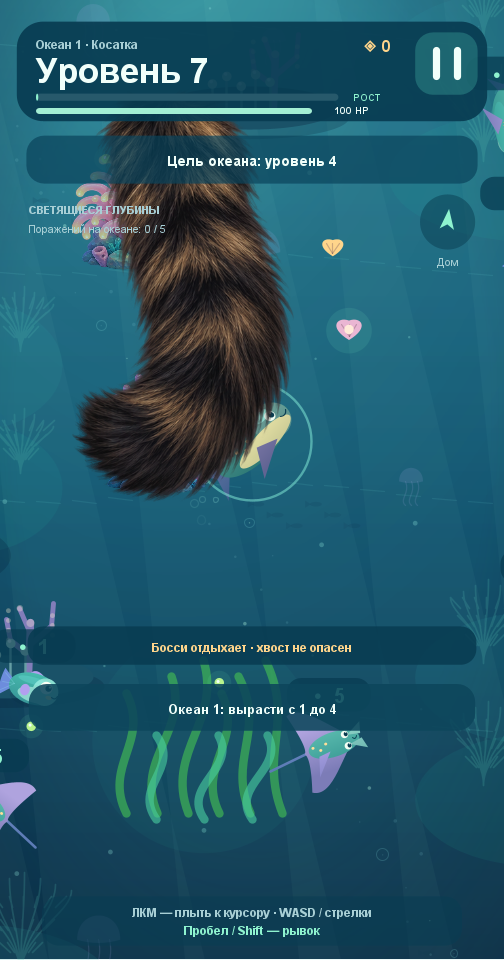 Океан 1 · Косатка
0
Уровень 7
РОСТ
100 HP
Цель океана: уровень 4
СВЕТЯЩИЕСЯ ГЛУБИНЫ
Поражений на океане: 0 / 5
Дом
1
Босси отдыхает · хвост не опасен
5
Океан 1: вырасти с 1 до 4
5
ЛКМ — плыть к курсору · WASD / стрелки
Пробел / Shift — рывок